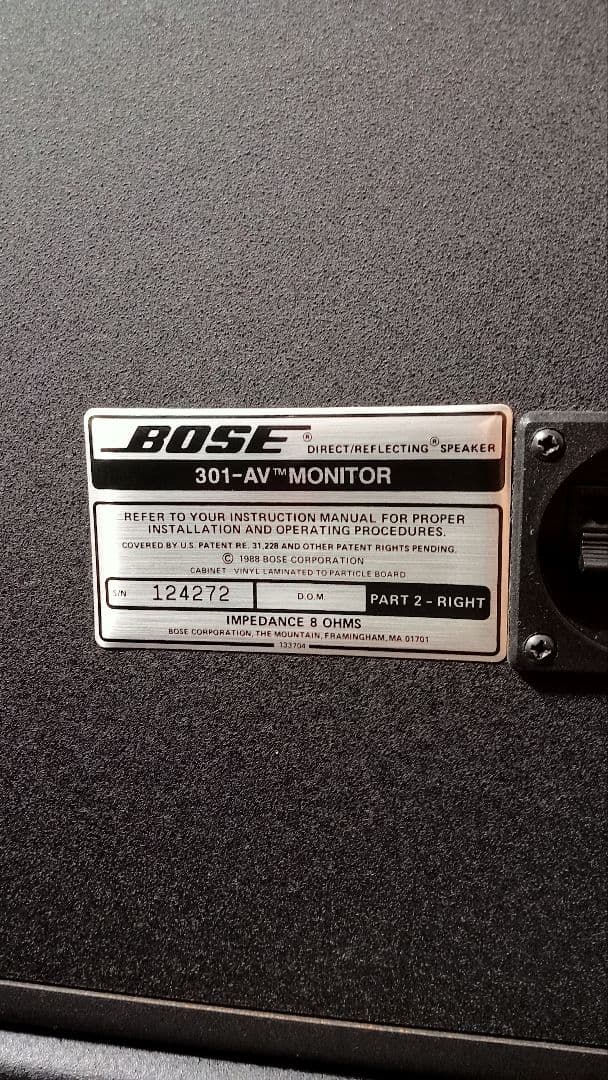 BOSE® DIRECT/REFLECTING® SPEAKER
301-AV™ MONITOR
REFER TO YOUR INSTRUCTION MANUAL FOR PROPER
INSTALLATION AND OPERATING PROCEDURES.
COVERED BY U.S. PATENT RE. 31,228 AND OTHER PATENT RIGHTS PENDING.
© 1988 BOSE CORPORATION
CABINET - VINYL LAMINATED TO PARTICLE BOARD
S/N 124272 D.O.M. PART 2 - RIGHT
IMPEDANCE 8 OHMS
BOSE CORPORATION, THE MOUNTAIN, FRAMINGHAM, MA 01701
133704